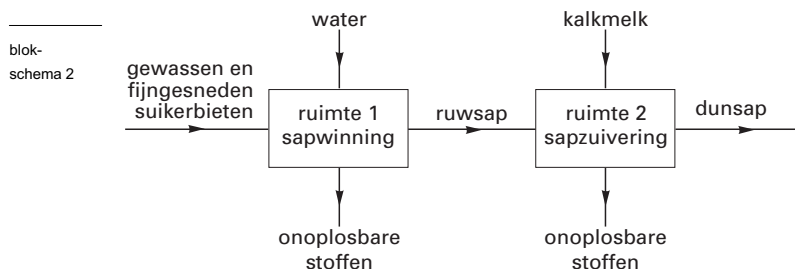 blok-
schema 2
water
kalkmelk
gewassen en
fijngesneden
suikerbieten
ruimte 1
sapwinning
ruwsap
ruimte 2
sapzuivering
dunsap
onoplosbare
stoffen
onoplosbare
stoffen